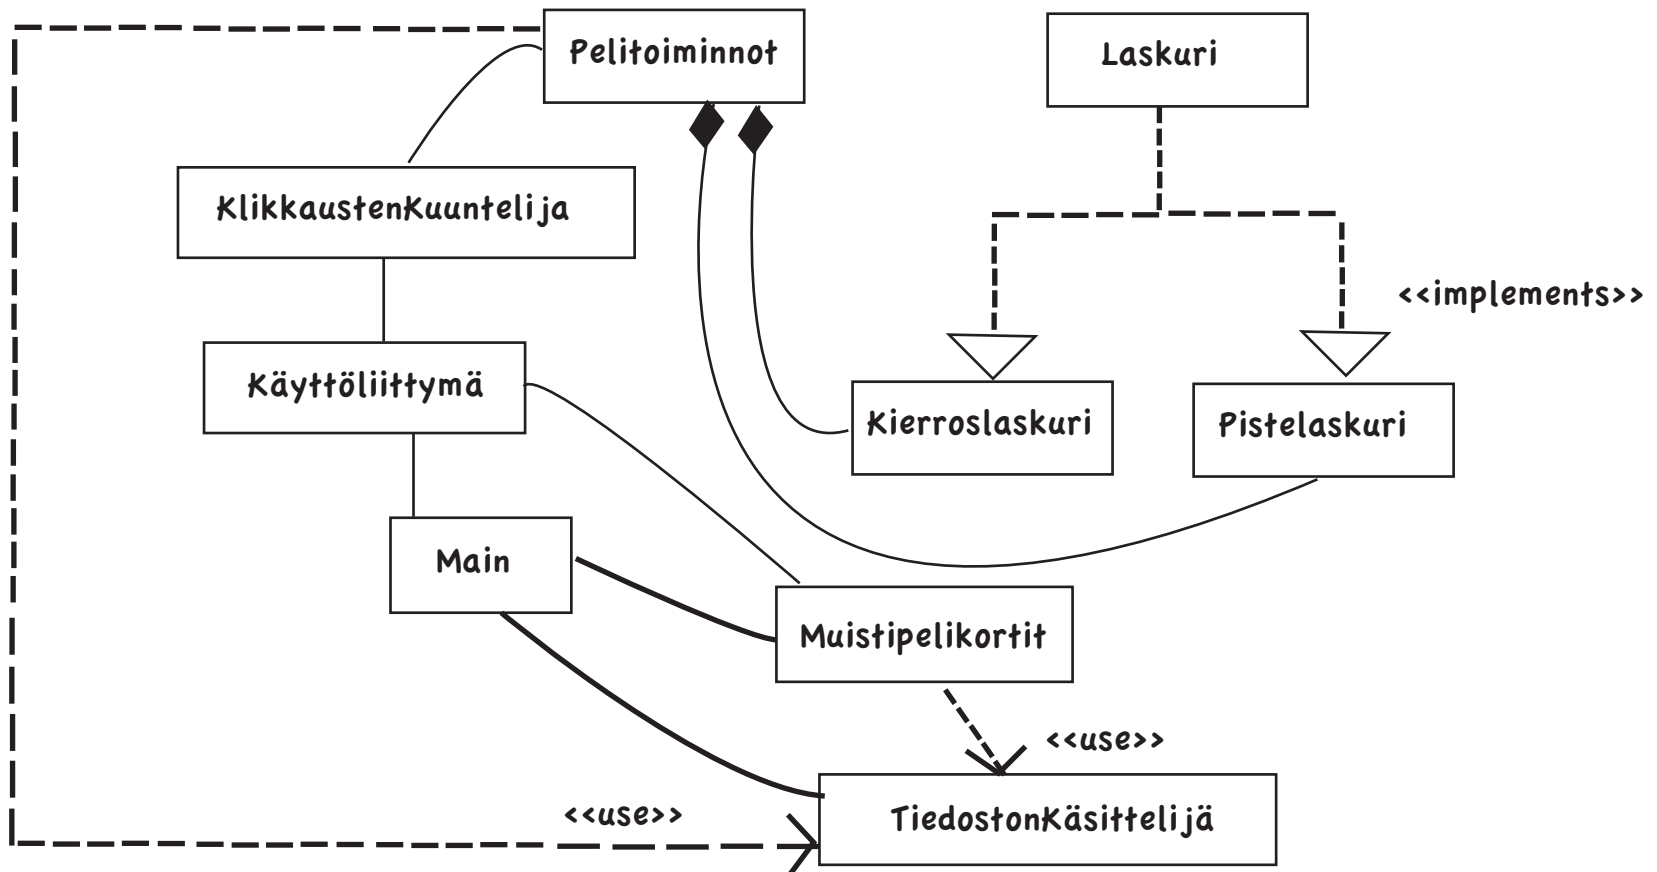 Pelitoiminnot
Laskuri
KlikkaustenKuuntelija
<<implements>>
Käyttöliittymä
Kierroslaskuri
Pistelaskuri
Main
Muistipelikortit
<<use>>
<<use>>
TiedostonKäsittelijä